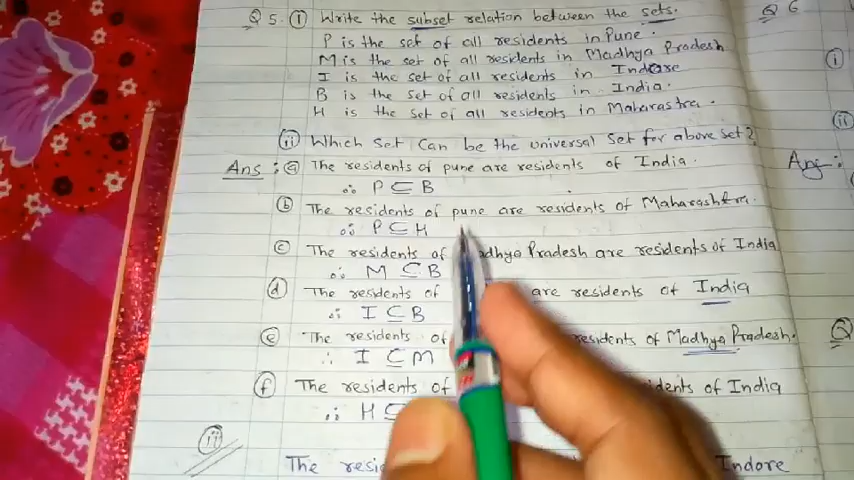 Q 5. (i) Write the subset relation between the sets.
P is the set of all residents in Pune.
M is the set of all residents in Madhya Pradesh
I is the set of all residents in Indore
B is the set of all residents in India.
H is the set of all residents in Maharastra.
(ii) Which Set can be the universal Set for above set?
Ans : (a) The residents of pune are residents of India.
∴ P ⊆ B
(b) The residents of pune are residents of Maharashtra.
∴ P ⊆ H
(c) The residents of adhya Pradesh are residents of India
∴ M ⊆ B
(d) The residents of are residents of India
∴ I ⊆ B
(e) The residents of residents of Madhya Pradesh.
∴ I ⊆ M
(f) The residents of idents of India
∴ H ⊆
(ii)
The resi Indore
Q 6
(i)
(ii)
Ans :-
Q